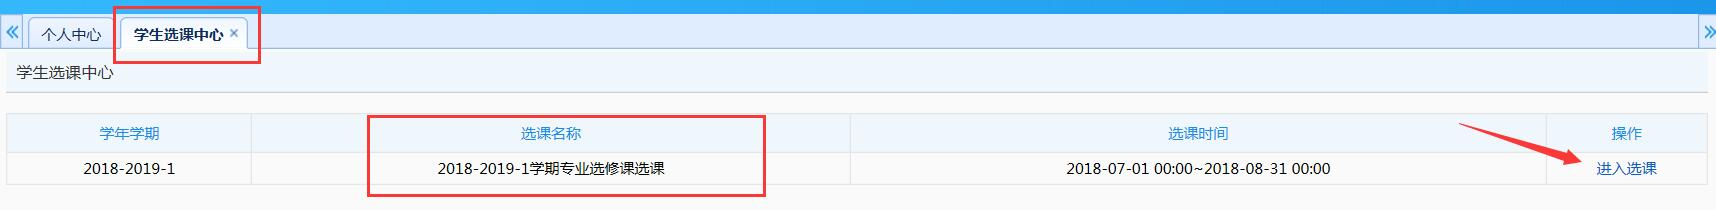 个人中心 学生选课中心
学生选课中心
学年学期 选课名称 选课时间 操作
2018-2019-1 2018-2019-1学期专业选修课选课 2018-07-01 00:00~2018-08-31 00:00 进入选课